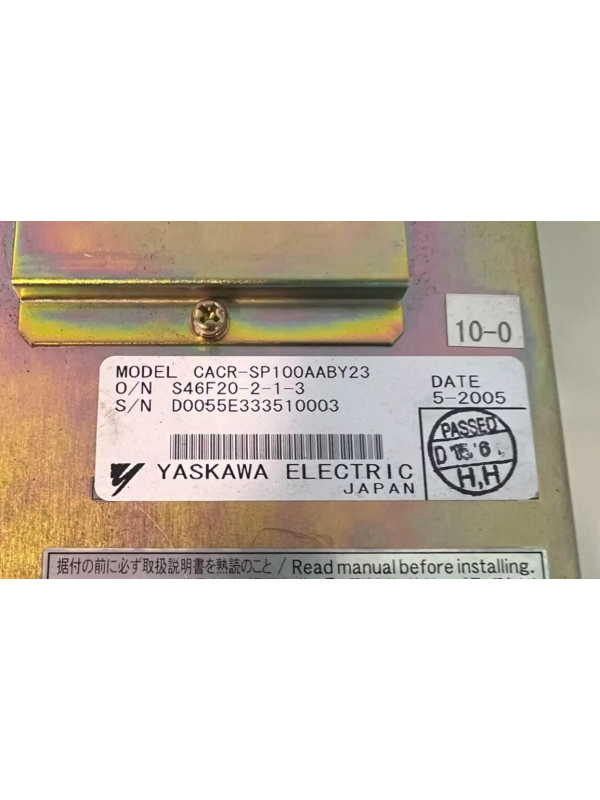 10-0
MODEL CACR-SP100AABY23
O/N S46F20-2-1-3
S/N D0055E333510003
DATE
5-2005
PASSED
H,H
YASKAWA ELECTRIC
JAPAN
据付の前に必ず取扱説明書を熟読のこと / Read manual before installing.